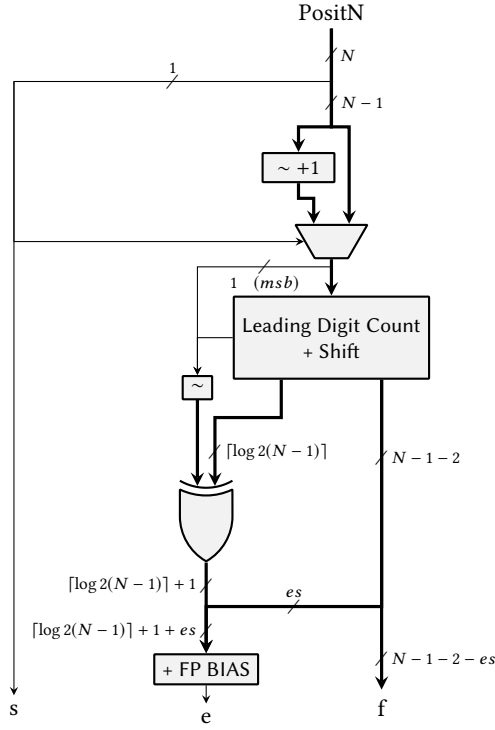 PositN
N
1
N − 1
~ +1
1 (msb)
Leading Digit Count
+ Shift
~
⌈log 2(N − 1)⌉
N − 1 − 2
⌈log 2(N − 1)⌉ + 1
es
⌈log 2(N − 1)⌉ + 1 + es
+ FP BIAS
N − 1 − 2 − es
s
e
f